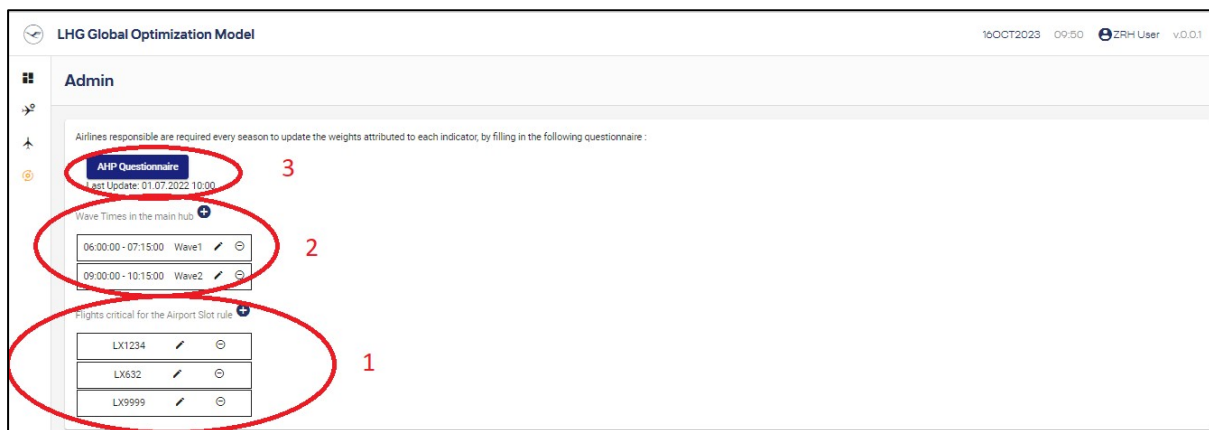 LHG Global Optimization Model
16OCT2023 09:50 ZRH User v.0.0.1
Admin
Airlines responsible are required every season to update the weights attributed to each indicator, by filling in the following questionnaire :
AHP Questionnaire
3
Last Update: 01.07.2022 10:00
Wave Times in the main hub
2
06:00:00 - 07:15:00 Wave1
09:00:00 - 10:15:00 Wave2
Flights critical for the Airport Slot rule
1
LX1234
LX632
LX9999